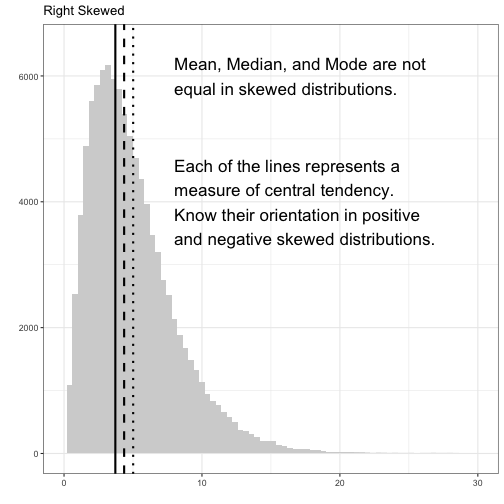 Right Skewed
Mean, Median, and Mode are not
equal in skewed distributions.
Each of the lines represents a
measure of central tendency.
Know their orientation in positive
and negative skewed distributions.
6000
4000
2000
0
0 10 20 30